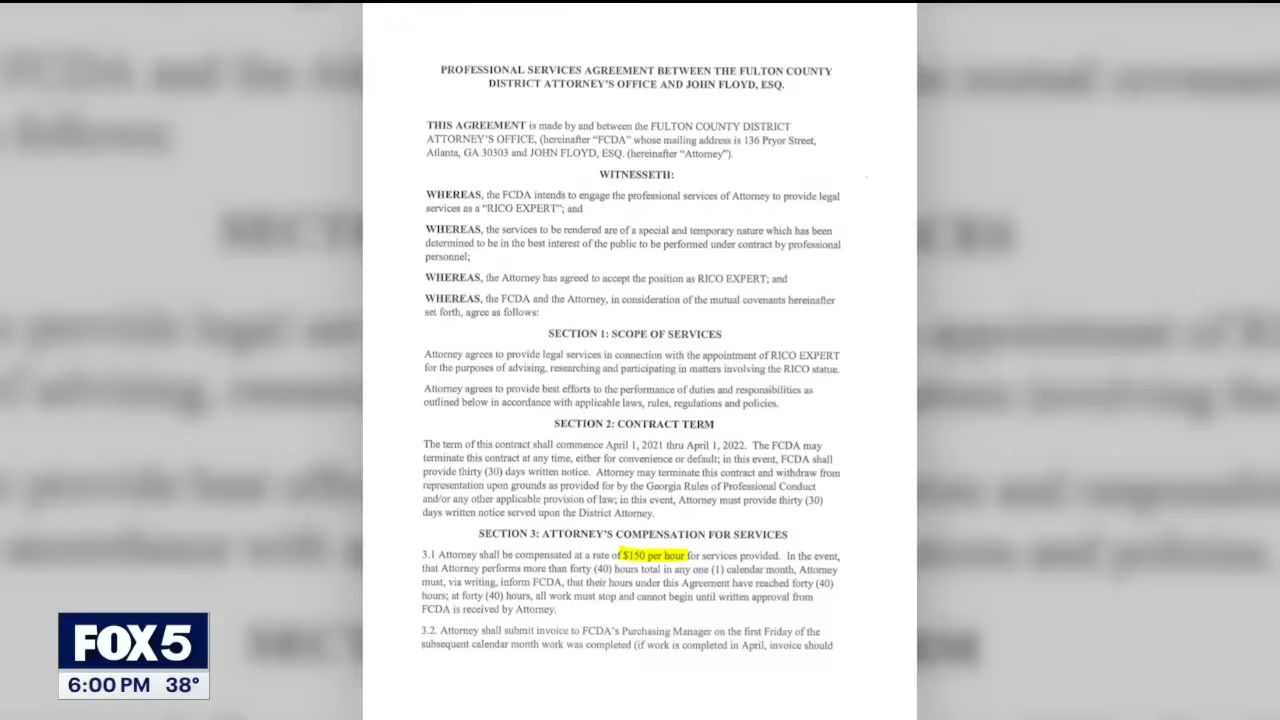 PROFESSIONAL SERVICES AGREEMENT BETWEEN THE FULTON COUNTY
DISTRICT ATTORNEY'S OFFICE AND JOHN FLOYD, ESQ.
THIS AGREEMENT is made by and between the FULTON COUNTY DISTRICT
ATTORNEY'S OFFICE, (hereinafter "FCDA" whose mailing address is 136 Pryor Street,
Atlanta, GA 30303 and JOHN FLOYD, ESQ. (hereinafter "Attorney").
WITNESSETH:
WHEREAS, the FCDA intends to engage the professional services of Attorney to provide legal
services as a "RICO EXPERT"; and
WHEREAS, the services to be rendered are of a special and temporary nature which has been
determined to be in the best interest of the public to be performed under contract by professional
personnel;
WHEREAS, the Attorney has agreed to accept the position as RICO EXPERT; and
WHEREAS, the FCDA and the Attorney, in consideration of the mutual covenants hereinafter
set forth, agree as follows:
SECTION 1: SCOPE OF SERVICES
Attorney agrees to provide legal services in connection with the appointment of RICO EXPERT
for the purposes of advising, researching and participating in matters involving the RICO statue.
Attorney agrees to provide best efforts to the performance of duties and responsibilities as
outlined below in accordance with applicable laws, rules, regulations and policies.
SECTION 2: CONTRACT TERM
The term of this contract shall commence April 1, 2021 thru April 1, 2022. The FCDA may
terminate this contract at any time, either for convenience or default; in this event, FCDA shall
provide thirty (30) days written notice. Attorney may terminate this contract and withdraw from
representation upon grounds as provided for by the Georgia Rules of Professional Conduct
and/or any other applicable provision of law; in this event, Attorney must provide thirty (30)
days written notice served upon the District Attorney.
SECTION 3: ATTORNEY'S COMPENSATION FOR SERVICES
3.1 Attorney shall be compensated at a rate of $150 per hour for services provided. In the event,
that Attorney performs more than forty (40) hours total in any one (1) calendar month, Attorney
must, via writing, inform FCDA, that their hours under this Agreement have reached forty (40)
hours; at forty (40) hours, all work must stop and cannot begin until written approval from
FCDA is received by Attorney.
3.2. Attorney shall submit invoice to FCDA's Purchasing Manager on the first Friday of the
subsequent calendar month work was completed (if work is completed in April, invoice should
FOX 5
6:00 PM 38°